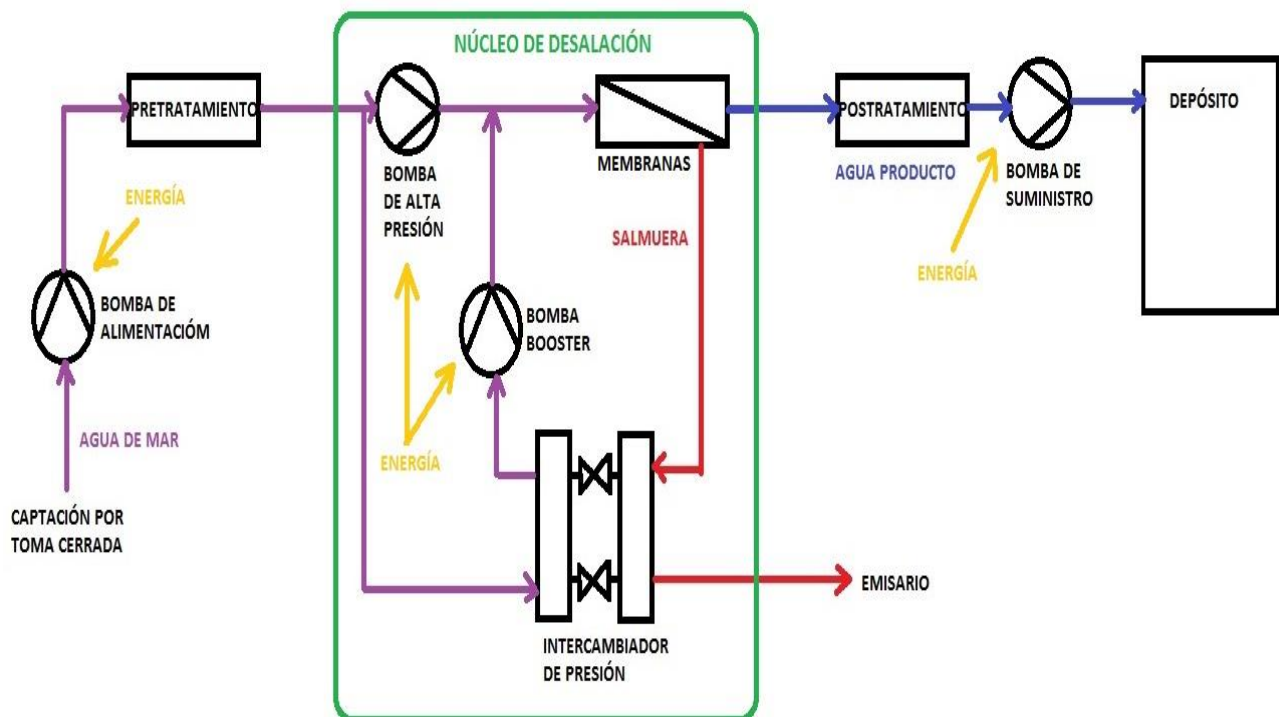 NÚCLEO DE DESALACIÓN
PRETRATAMIENTO
BOMBA
DE ALTA
PRESIÓN
MEMBRANAS
POSTRATAMIENTO
AGUA PRODUCTO
BOMBA DE
SUMINISTRO
DEPÓSITO
ENERGÍA
SALMUERA
ENERGÍA
BOMBA DE
ALIMENTACIÓM
BOMBA
BOOSTER
AGUA DE MAR
ENERGÍA
CAPTACIÓN POR
TOMA CERRADA
EMISARIO
INTERCAMBIADOR
DE PRESIÓN